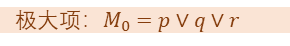 极大项：M₀ = p ∨ q ∨ r